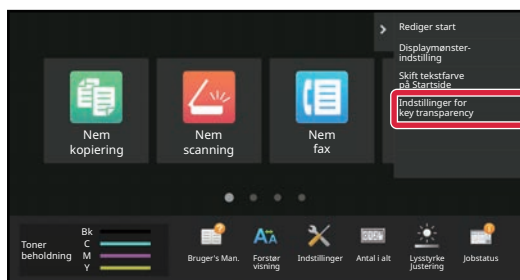 Rediger start
Displaymønster-
indstilling
Skift tekstfarve
på Startside
Indstillinger for
key transparency
Nem
kopiering
Nem
scanning
Nem
fax
Toner
beholdning
Bk
C
M
Y
Bruger's Man.
Forstør
visning
Indstillinger
Antal i alt
Lysstyrke
Justering
Jobstatus